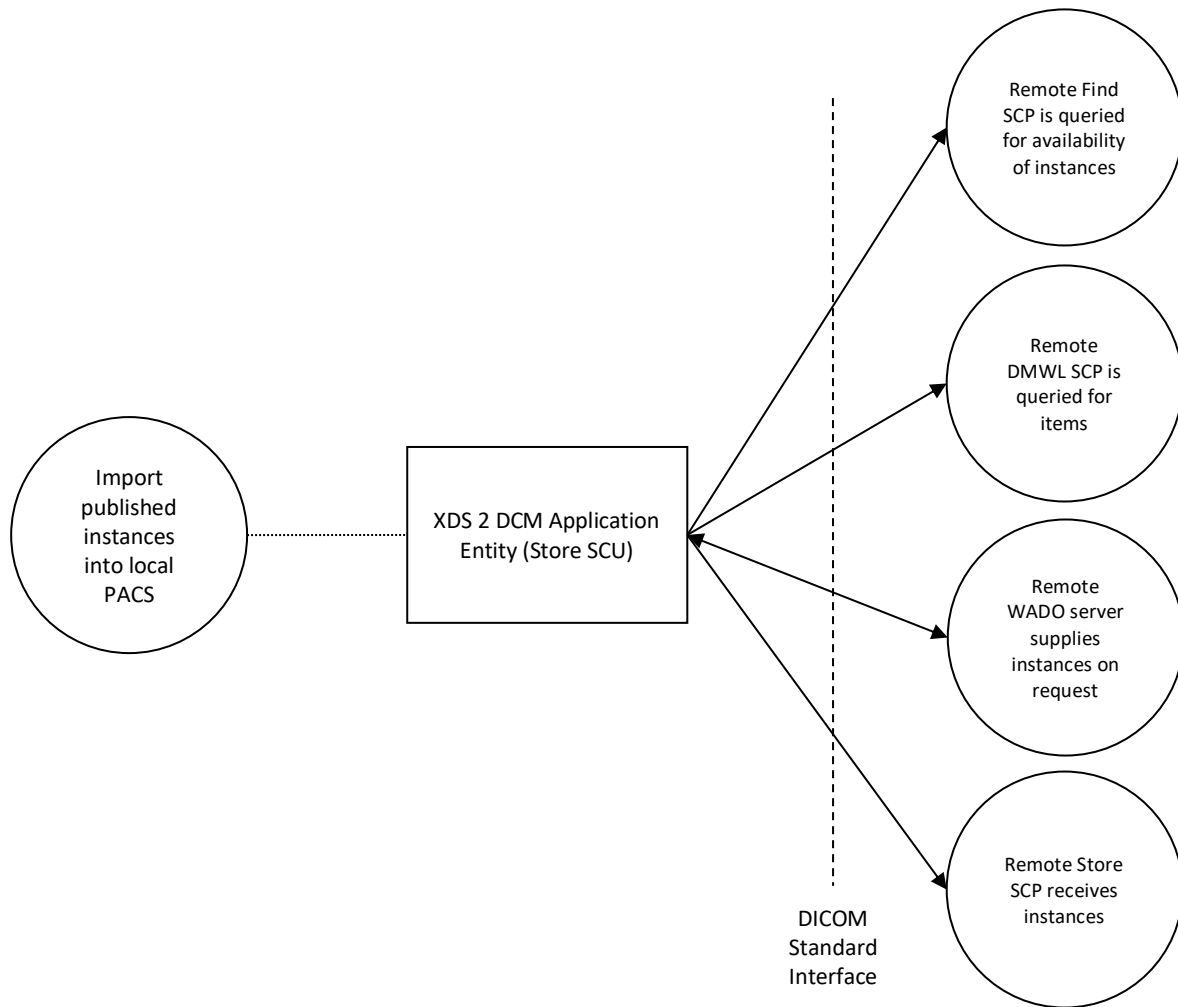 Import
published
instances
into local
PACS
XDS 2 DCM Application
Entity (Store SCU)
Remote Find
SCP is queried
for availability
of instances
Remote
DMWL SCP is
queried for
items
Remote
WADO server
supplies
instances on
request
Remote Store
SCP receives
instances
DICOM
Standard
Interface